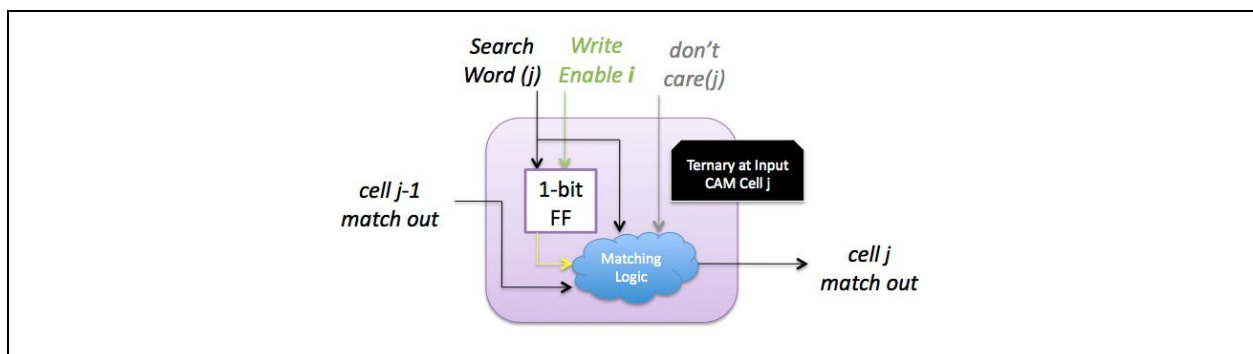 Search
Word (j)
Write
Enable i
don't
care(j)
Ternary at Input
CAM Cell j
cell j-1
match out
1-bit
FF
Matching
Logic
cell j
match out